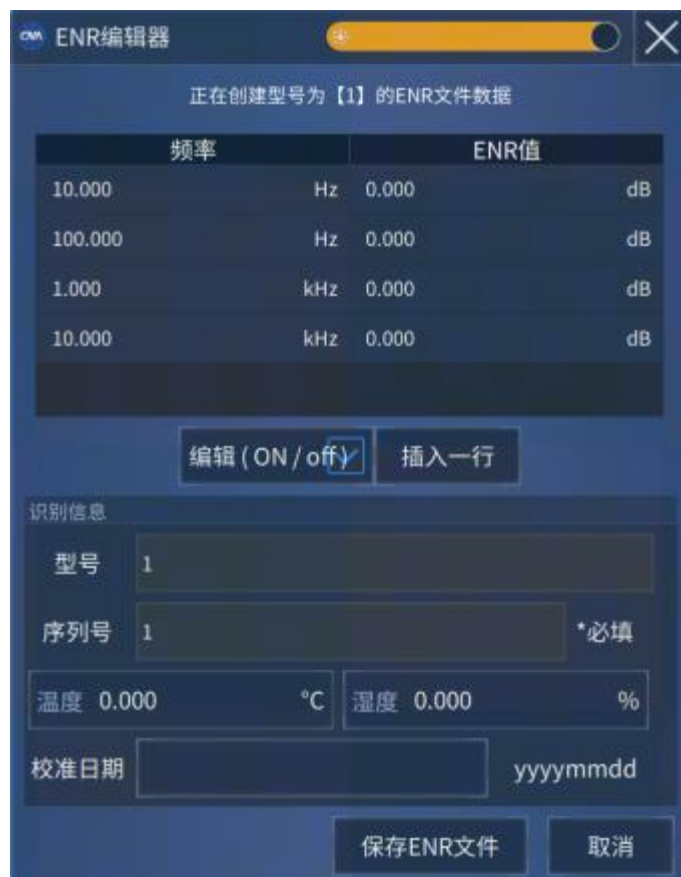 CNA ENR编辑器
正在创建型号为【1】的ENR文件数据
频率 ENR值
10.000 Hz 0.000 dB
100.000 Hz 0.000 dB
1.000 kHz 0.000 dB
10.000 kHz 0.000 dB
编辑 ( ON / off ) 插入一行
识别信息
型号 1
序列号 1 *必填
温度 0.000 °C 湿度 0.000 %
校准日期 yyyymmdd
保存ENR文件 取消